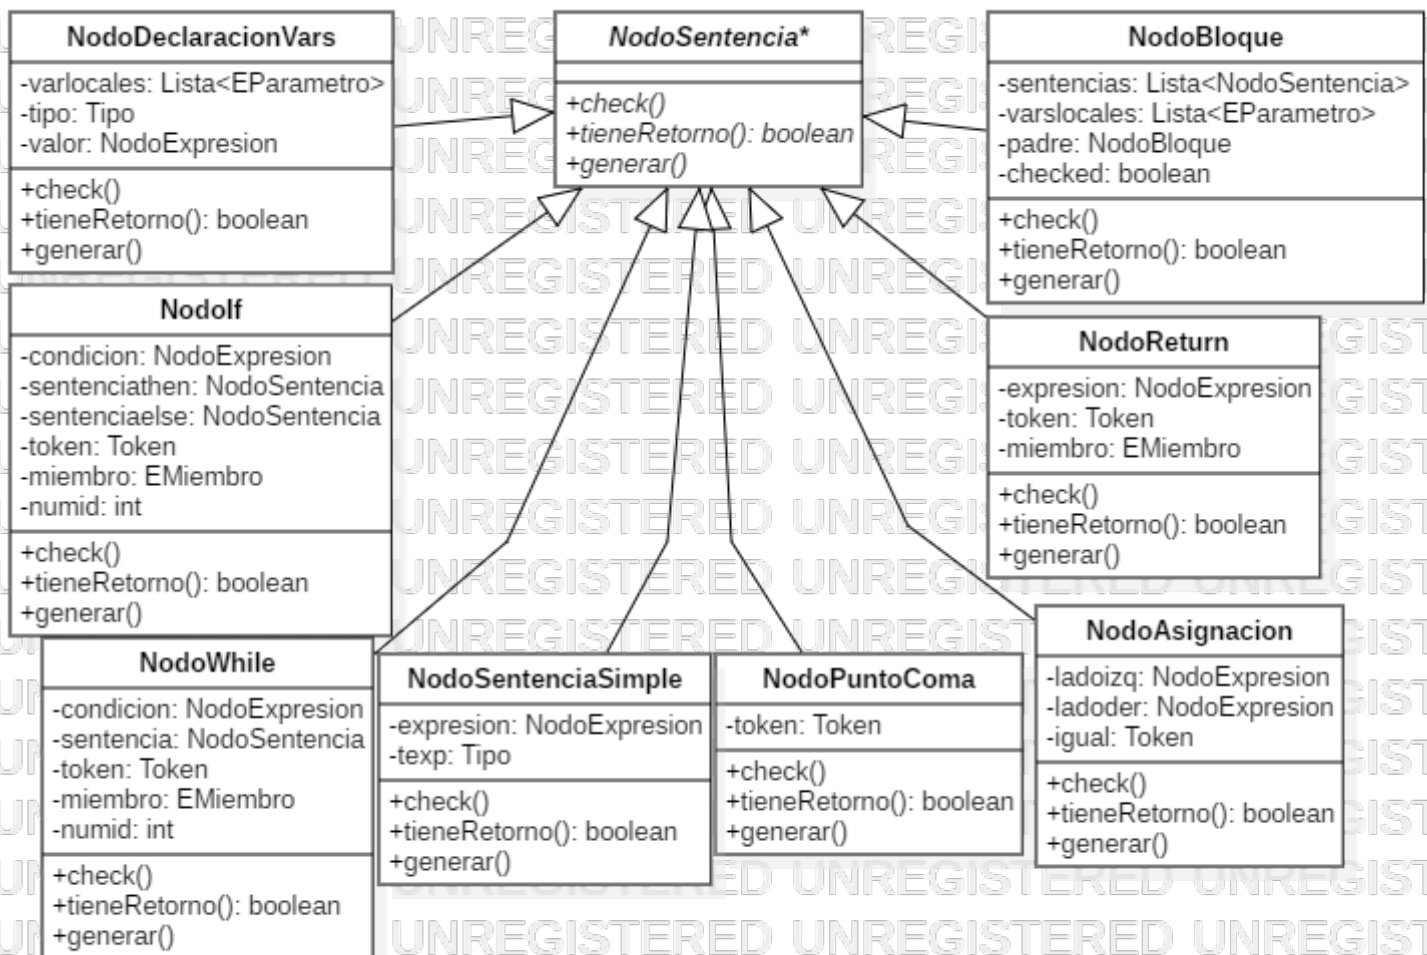 NodoDeclaracionVars
-varlocales: Lista<EParametro>
-tipo: Tipo
-valor: NodoExpresion
+check()
+tieneRetorno(): boolean
+generar()
NodoSentencia*
+check()
+tieneRetorno(): boolean
+generar()
NodoBloque
-sentencias: Lista<NodoSentencia>
-varslocales: Lista<EParametro>
-padre: NodoBloque
-checked: boolean
+check()
+tieneRetorno(): boolean
+generar()
NodoIf
-condicion: NodoExpresion
-sentenciathen: NodoSentencia
-sentenciaelse: NodoSentencia
-token: Token
-miembro: EMiembro
-numid: int
+check()
+tieneRetorno(): boolean
+generar()
NodoReturn
-expresion: NodoExpresion
-token: Token
-miembro: EMiembro
+check()
+tieneRetorno(): boolean
+generar()
NodoWhile
-condicion: NodoExpresion
-sentencia: NodoSentencia
-token: Token
-miembro: EMiembro
-numid: int
+check()
+tieneRetorno(): boolean
+generar()
NodoSentenciaSimple
-expresion: NodoExpresion
-texp: Tipo
+check()
+tieneRetorno(): boolean
+generar()
NodoPuntoComa
-token: Token
+check()
+tieneRetorno(): boolean
+generar()
NodoAsignacion
-ladoizq: NodoExpresion
-ladoder: NodoExpresion
-igual: Token
+check()
+tieneRetorno(): boolean
+generar()
UNREGISTERED